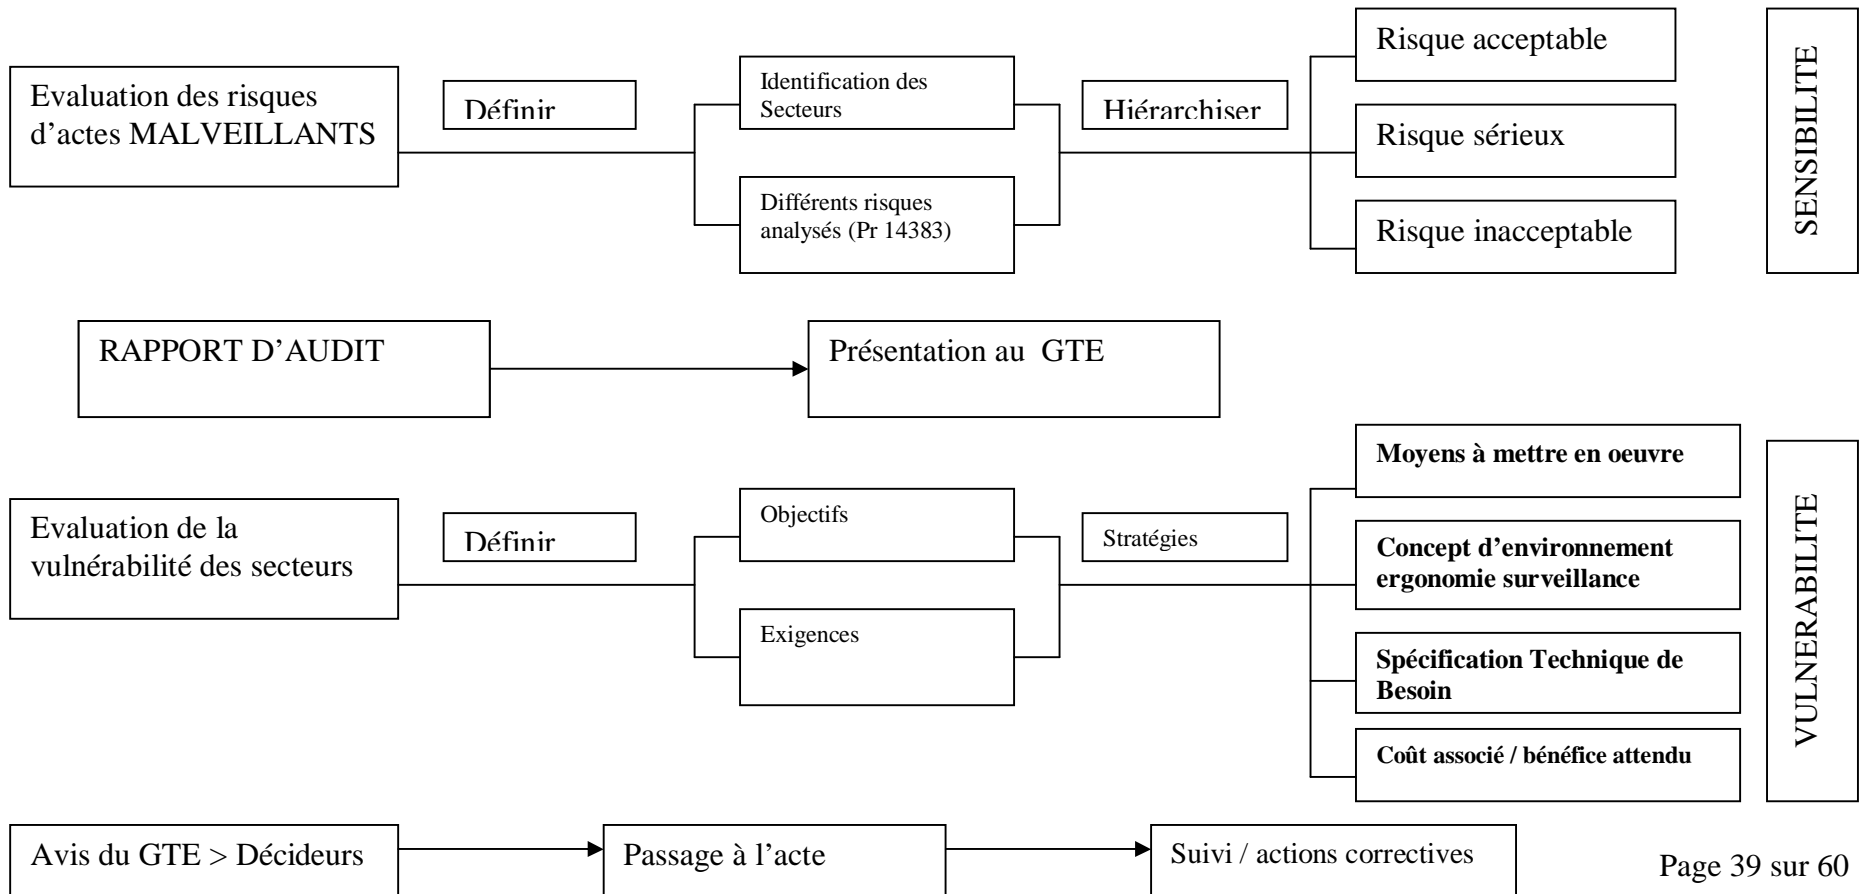 Evaluation des risques
d’actes MALVEILLANTS
Définir
Identification des
Secteurs
Différents risques
analysés (Pr 14383)
Hiérarchiser
Risque acceptable
Risque sérieux
Risque inacceptable
SENSIBILITE
RAPPORT D’AUDIT
Présentation au  GTE
Evaluation de la
vulnérabilité des secteurs
Définir
Objectifs
Exigences
Stratégies
Moyens à mettre en oeuvre
Concept d’environnement
ergonomie surveillance
Spécification Technique de
Besoin
Coût associé / bénéfice attendu
VULNERABILITE
Avis du GTE > Décideurs
Passage à l’acte
Suivi / actions correctives
Page 39 sur 60